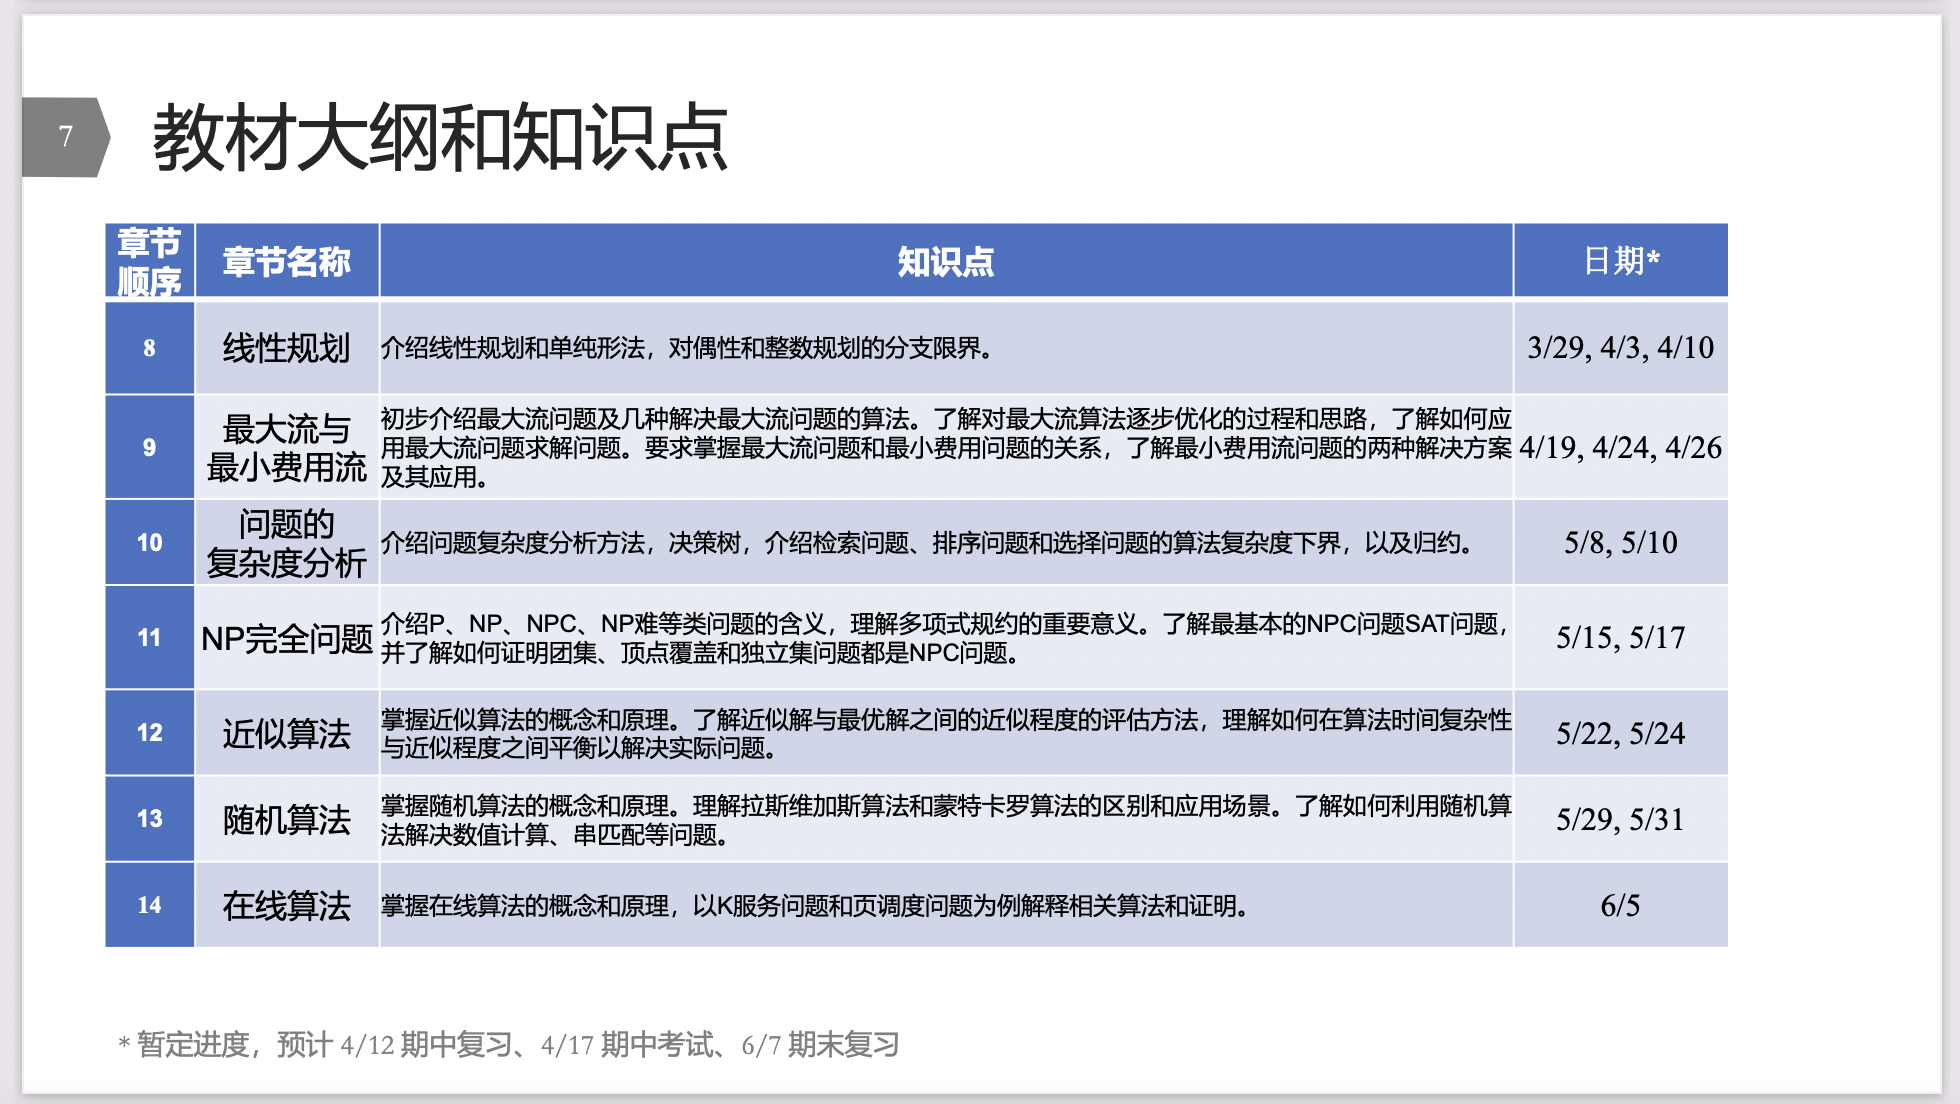 7
教材大纲和知识点
章节
顺序
章节名称
知识点
日期*
8
线性规划
介绍线性规划和单纯形法，对偶性和整数规划的分支限界。
3/29, 4/3, 4/10
9
最大流与
最小费用流
初步介绍最大流问题及几种解决最大流问题的算法。了解对最大流算法逐步优化的过程和思路，了解如何应
用最大流问题求解问题。要求掌握最大流问题和最小费用问题的关系，了解最小费用流问题的两种解决方案
及其应用。
4/19, 4/24, 4/26
10
问题的
复杂度分析
介绍问题复杂度分析方法，决策树，介绍检索问题、排序问题和选择问题的算法复杂度下界，以及归约。
5/8, 5/10
11
NP完全问题
介绍P、NP、NPC、NP难等类问题的含义，理解多项式规约的重要意义。了解最基本的NPC问题SAT问题，
并了解如何证明团集、顶点覆盖和独立集问题都是NPC问题。
5/15, 5/17
12
近似算法
掌握近似算法的概念和原理。了解近似解与最优解之间的近似程度的评估方法，理解如何在算法时间复杂性
与近似程度之间平衡以解决实际问题。
5/22, 5/24
13
随机算法
掌握随机算法的概念和原理。理解拉斯维加斯算法和蒙特卡罗算法的区别和应用场景。了解如何利用随机算
法解决数值计算、串匹配等问题。
5/29, 5/31
14
在线算法
掌握在线算法的概念和原理，以K服务问题和页调度问题为例解释相关算法和证明。
6/5
* 暂定进度，预计 4/12 期中复习、4/17 期中考试、6/7 期末复习